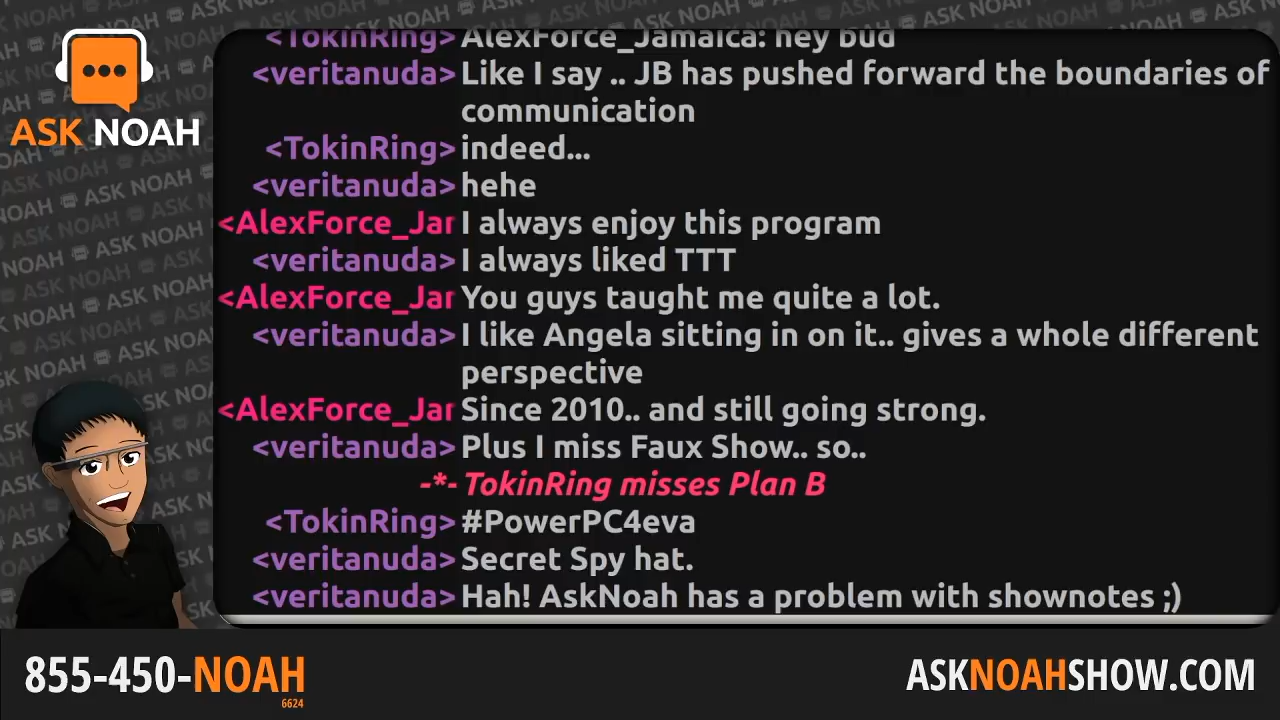 ASK NOAH
<TokinRing> AlexForce_Jamaica: hey bud
<veritanuda> Like I say .. JB has pushed forward the boundaries of
communication
<TokinRing> indeed...
<veritanuda> hehe
<AlexForce_Jar I always enjoy this program
<veritanuda> I always liked TTT
<AlexForce_Jar You guys taught me quite a lot.
<veritanuda> I like Angela sitting in on it.. gives a whole different
perspective
<AlexForce_Jar Since 2010.. and still going strong.
<veritanuda> Plus I miss Faux Show.. so..
-*- TokinRing misses Plan B
<TokinRing> #PowerPC4eva
<veritanuda> Secret Spy hat.
<veritanuda> Hah! AskNoah has a problem with shownotes ;)
855-450-NOAH
6624
ASKNOAHSHOW.COM